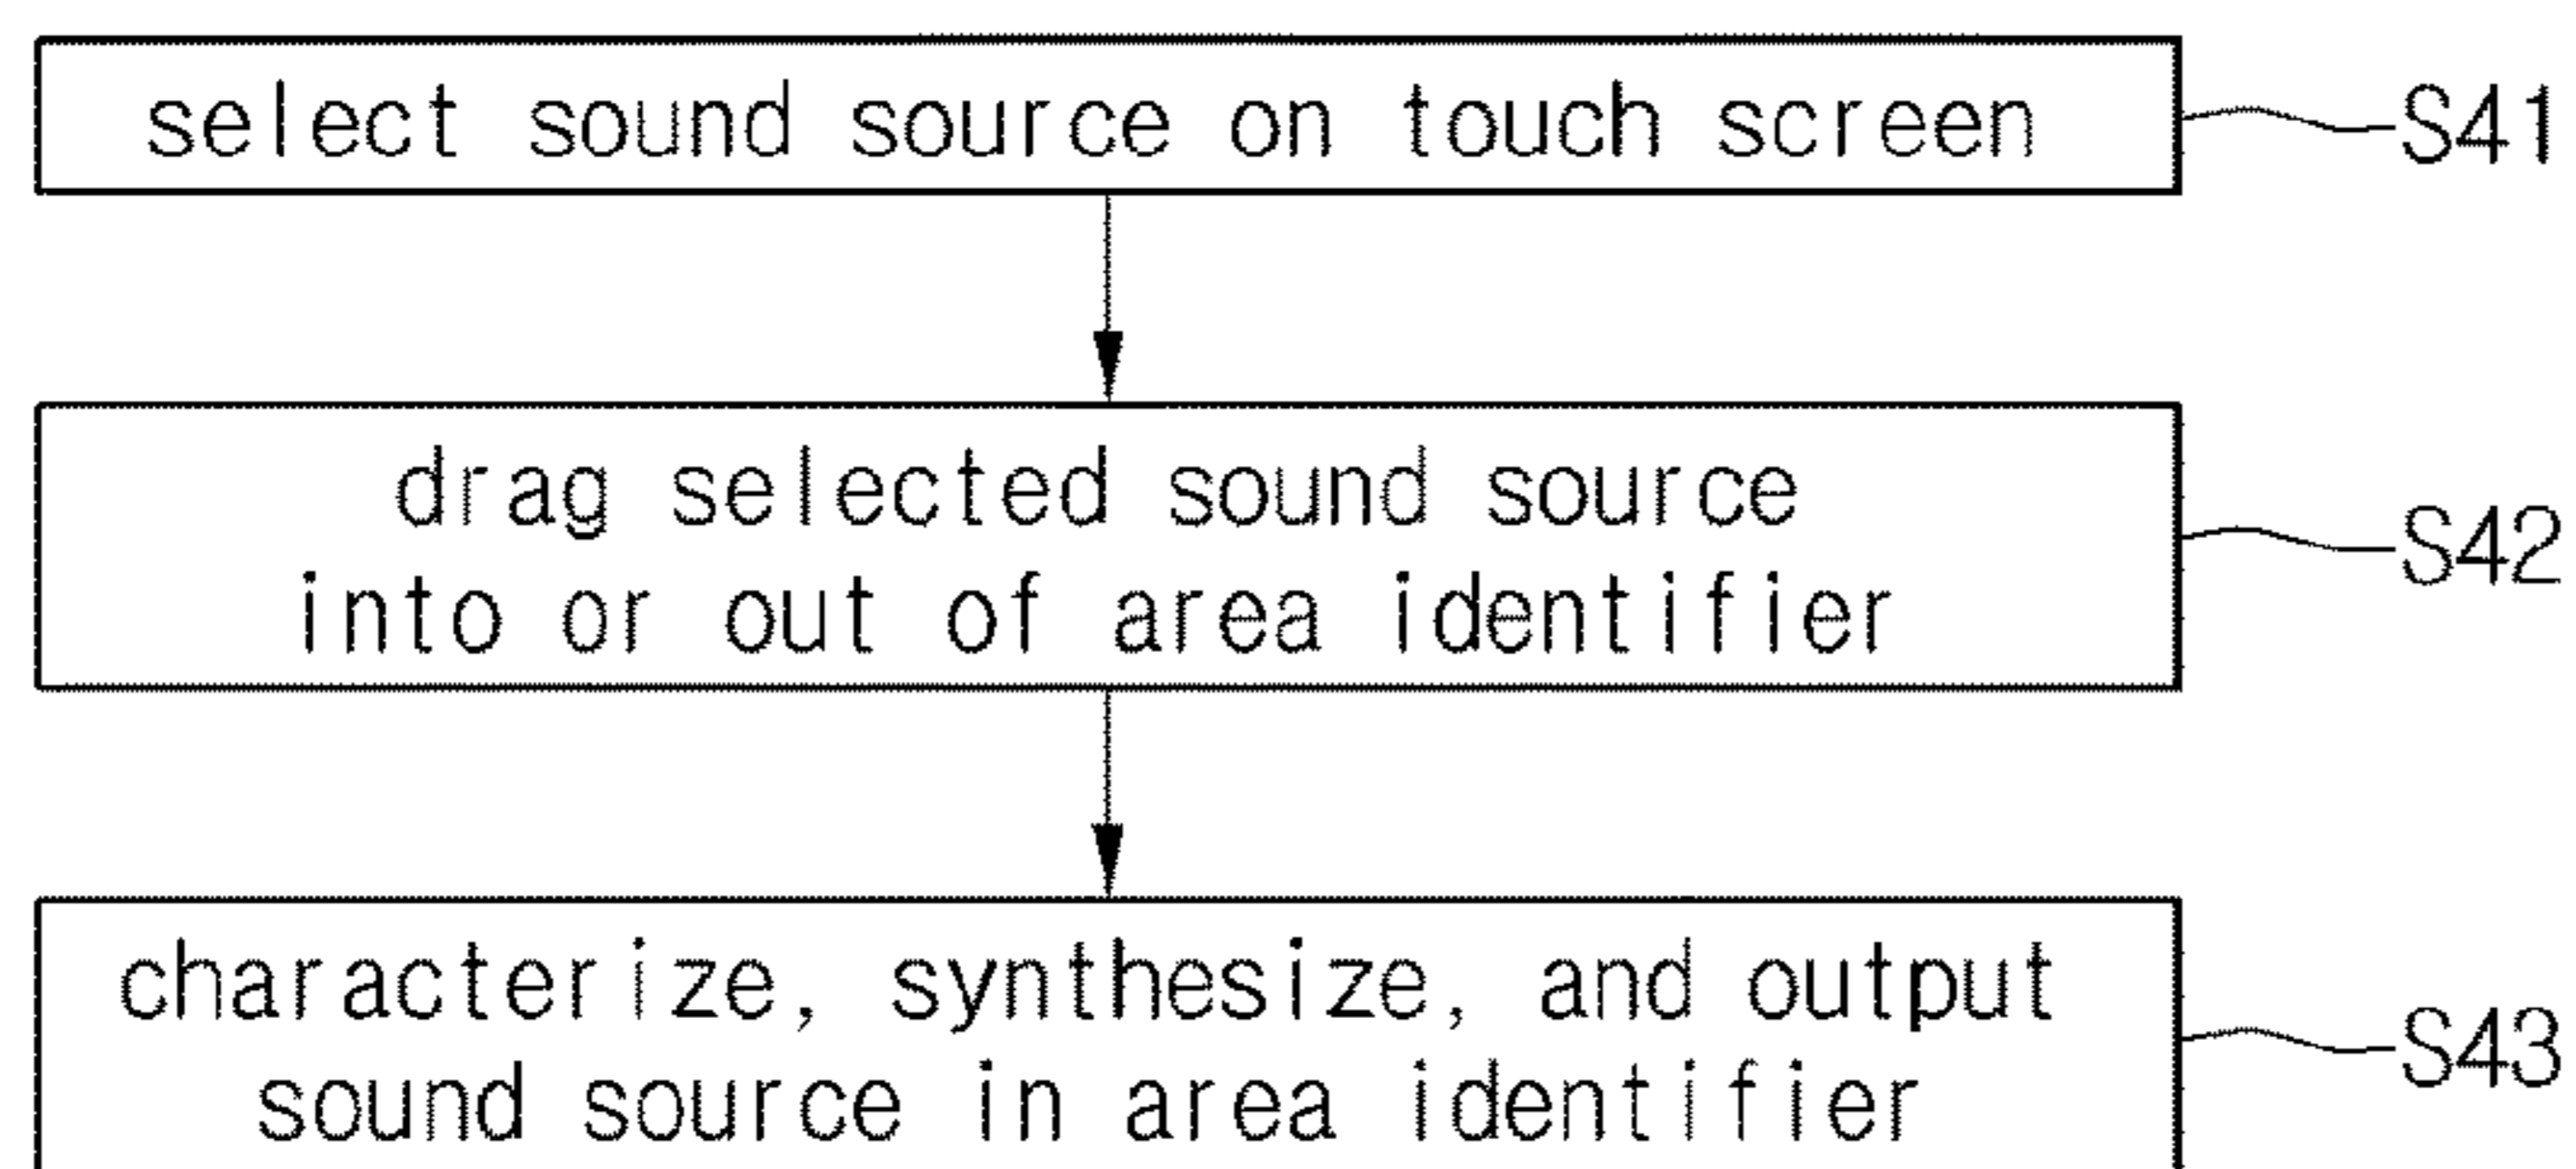 select sound source on touch screen
S41
drag selected sound source
into or out of area identifier
S42
characterize, synthesize, and output
sound source in area identifier
S43